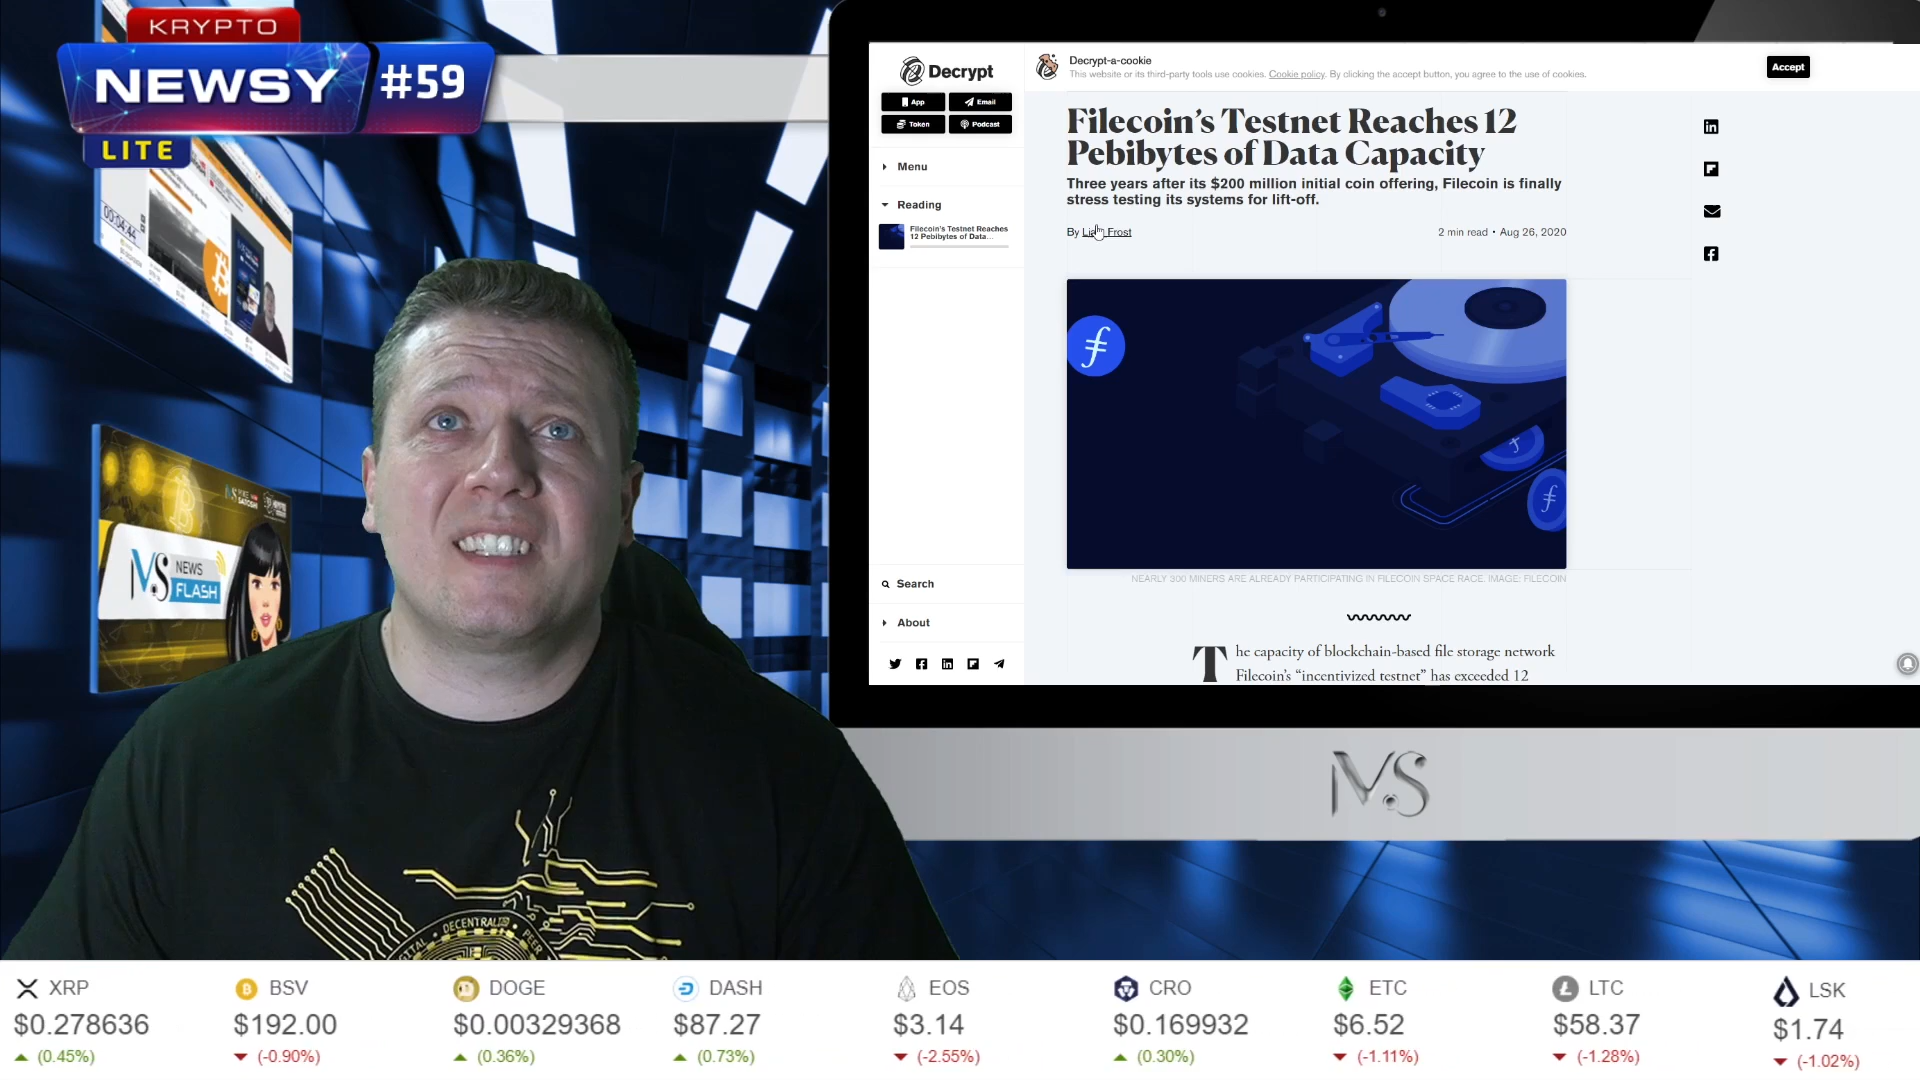 KRYPTO
NEWSY #59
LITE
00:04:44
NEWS
FLASH
DECENTRAL
PEER
Decrypt
App
Email
Token
Podcast
Menu
Reading
Filecoin's Testnet Reaches
12 Pebibytes of Data...
Search
About
Decrypt-a-cookie
This website or its third-party tools use cookies. Cookie policy. By clicking the accept button, you agree to the use of cookies.
Accept
Filecoin's Testnet Reaches 12
Pebibytes of Data Capacity
Three years after its $200 million initial coin offering, Filecoin is finally
stress testing its systems for lift-off.
By Frost
2 min read • Aug 26, 2020
NEARLY 300 MINERS ARE ALREADY PARTICIPATING IN FILECOIN SPACE RACE. IMAGE: FILECOIN
The capacity of blockchain-based file storage network
Filecoin's “incentivized testnet” has exceeded 12
MS
XRP
$0.278636
(0.45%)
BSV
$192.00
(-0.90%)
DOGE
$0.00329368
(0.36%)
DASH
$87.27
(0.73%)
EOS
$3.14
(-2.55%)
CRO
$0.169932
(0.30%)
ETC
$6.52
(-1.11%)
LTC
$58.37
(-1.28%)
LSK
$1.74
(-1.02%)